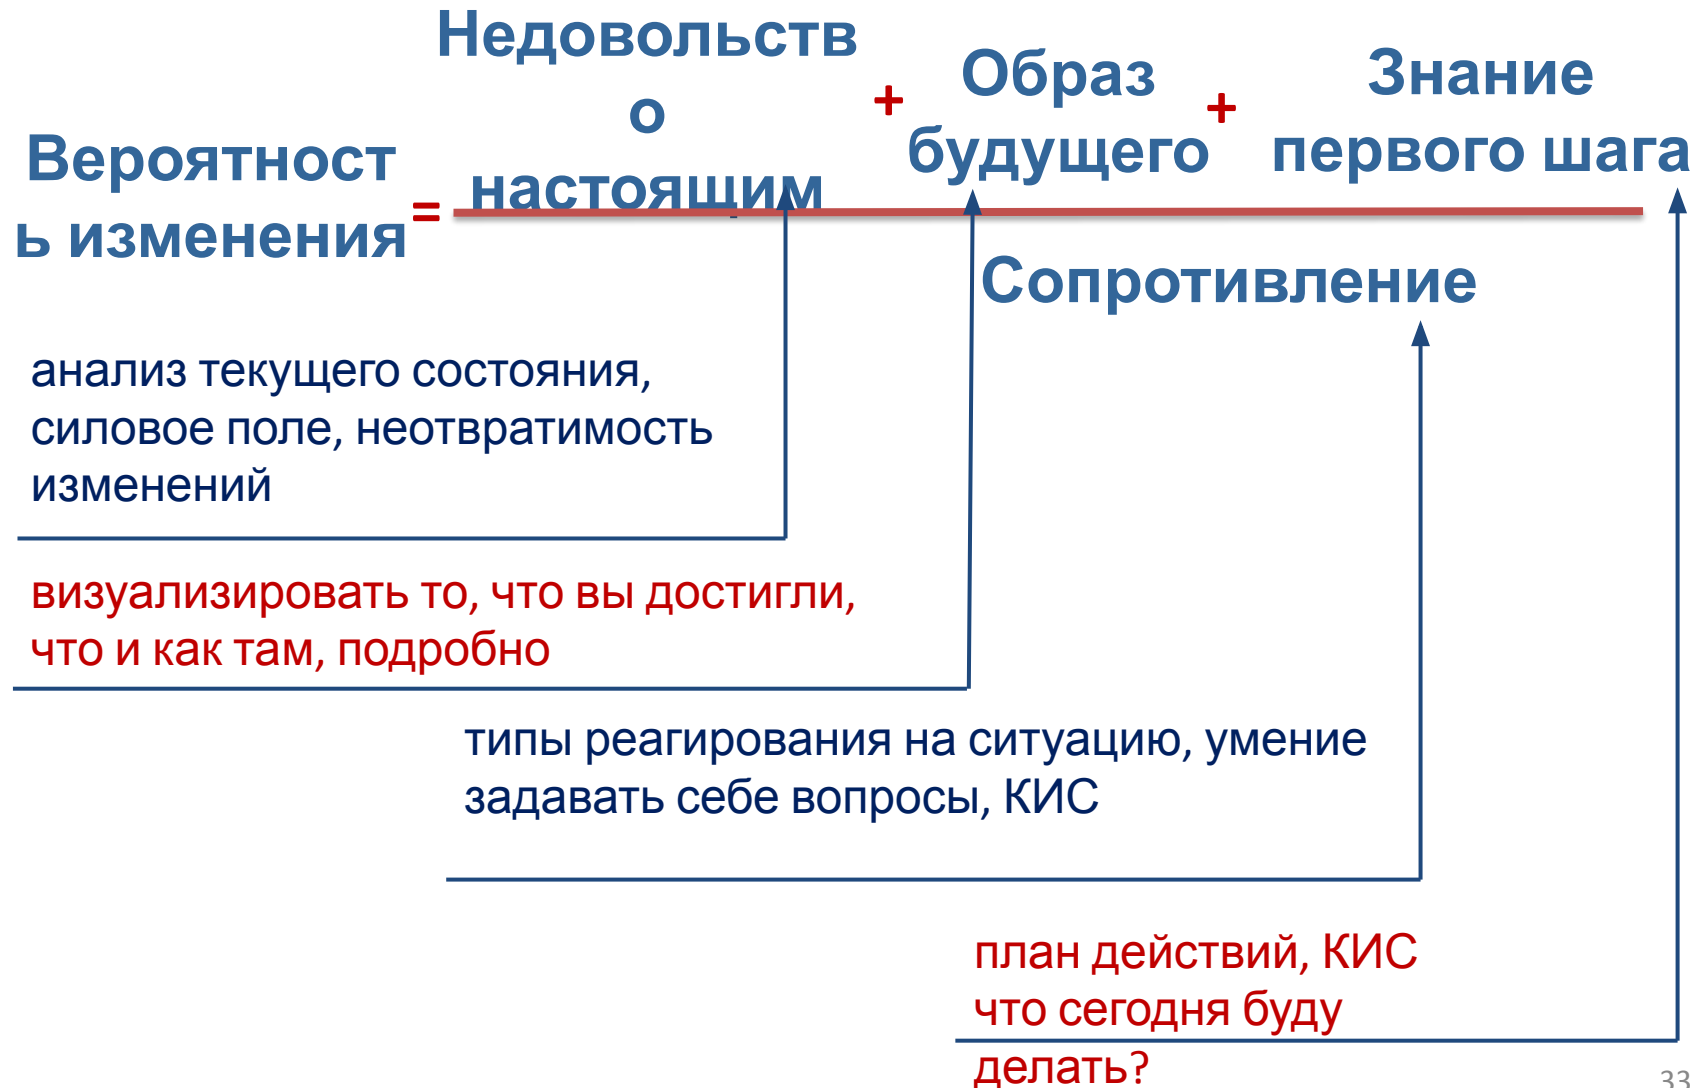 Вероятност
ь изменения
=
Недовольств
о
настоящим
+
Образ
будущего
+
Знание
первого шага
Сопротивление
анализ текущего состояния,
силовое поле, неотвратимость
изменений
визуализировать то, что вы достигли,
что и как там, подробно
типы реагирования на ситуацию, умение
задавать себе вопросы, КИС
план действий, КИС
что сегодня буду
делать?
33